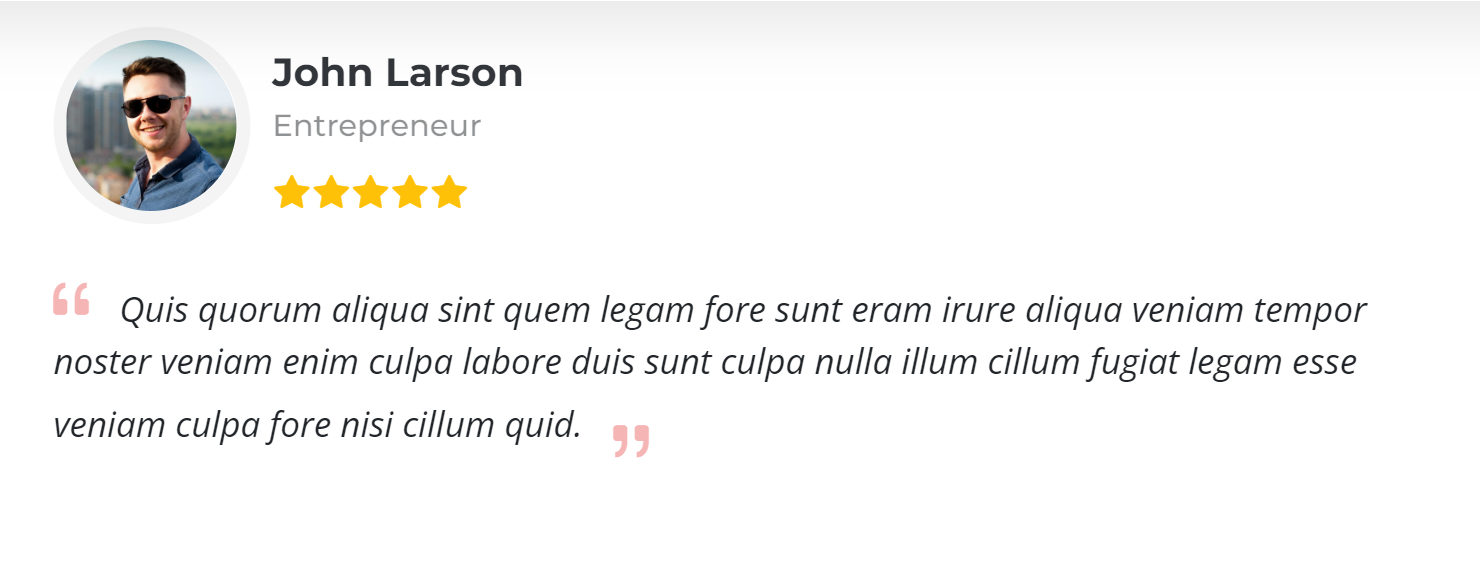 John Larson
Entrepreneur
“ Quis quorum aliqua sint quem legam fore sunt eram irure aliqua veniam tempor
noster veniam enim culpa labore duis sunt culpa nulla illum cillum fugiat legam esse
veniam culpa fore nisi cillum quid. ”